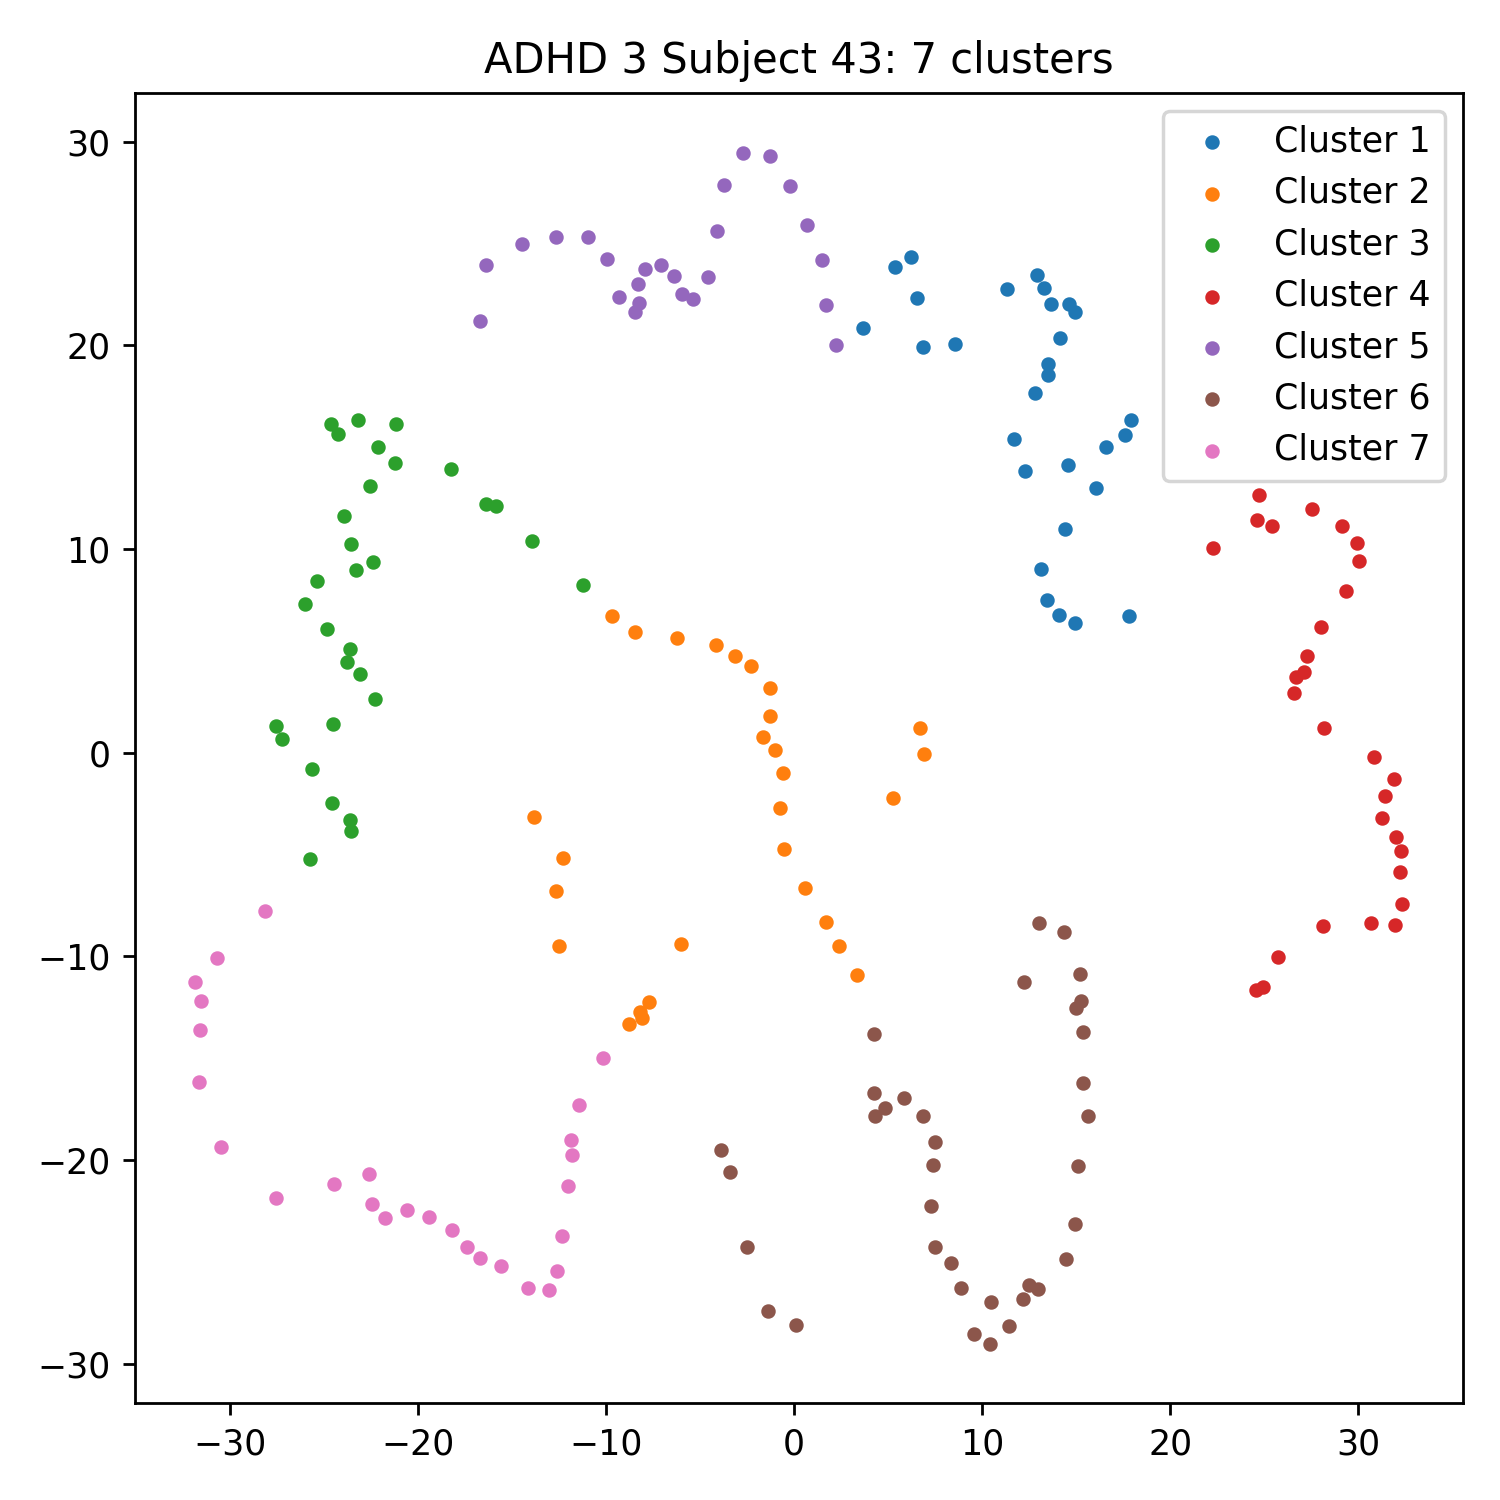 ADHD 3 Subject 43: 7 clusters
Cluster 1
Cluster 2
Cluster 3
Cluster 4
Cluster 5
Cluster 6
Cluster 7
30
20
10
0
−10
−20
−30
−30 −20 −10 0 10 20 30